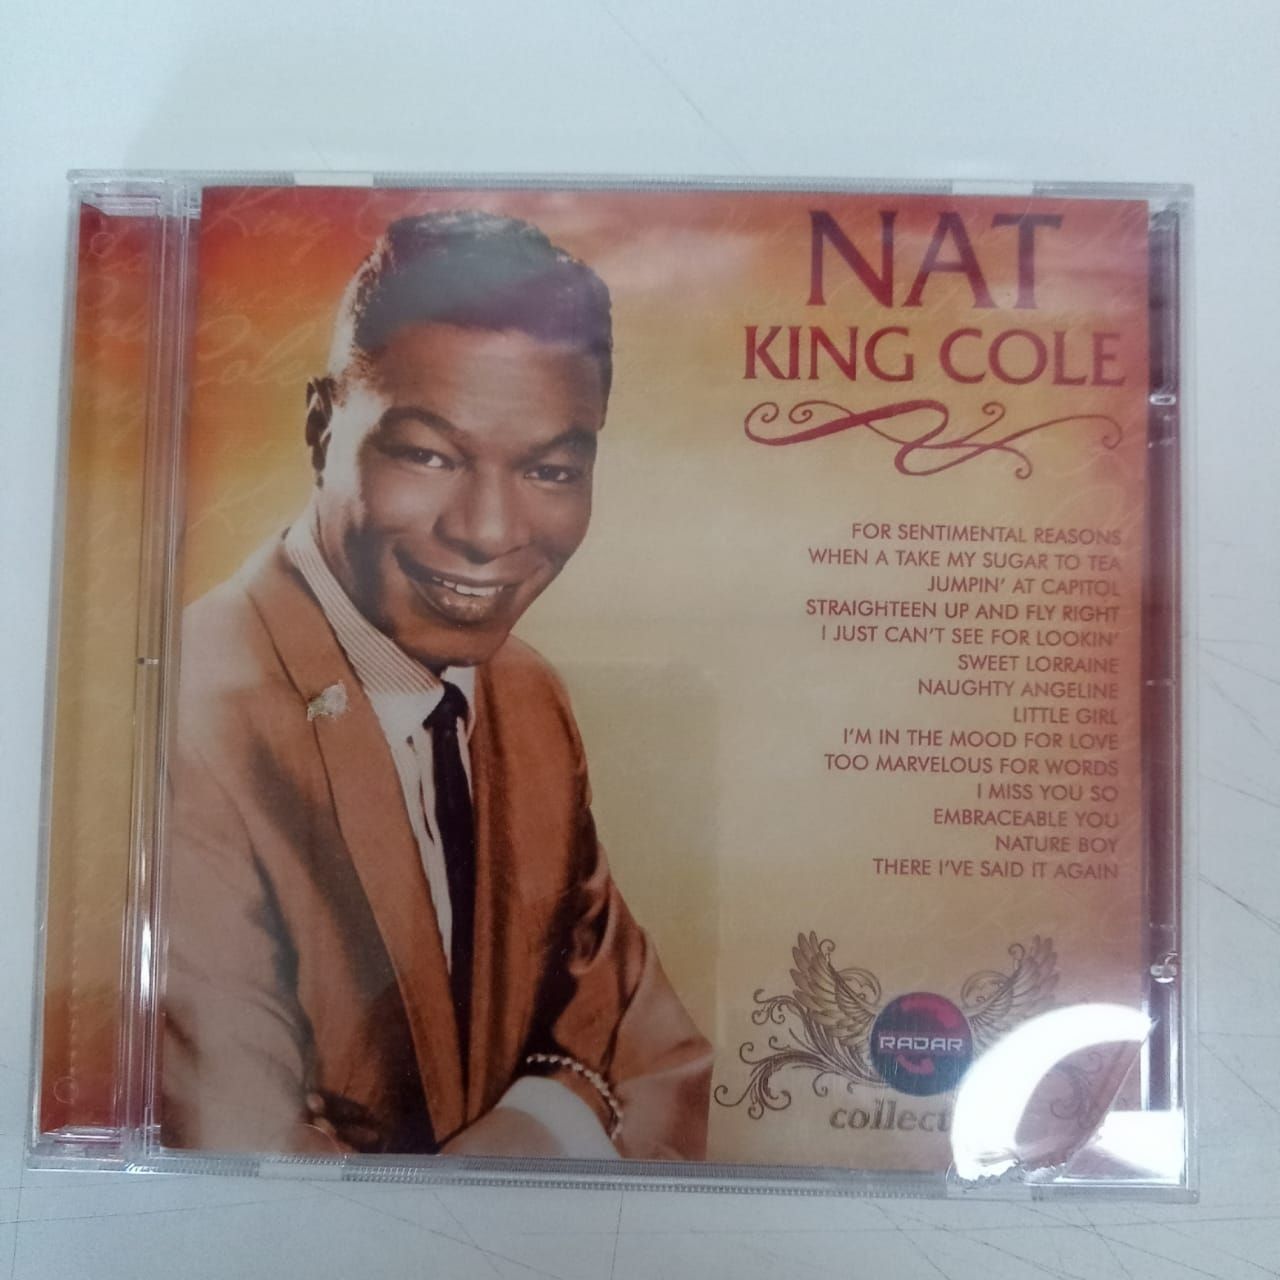 NAT
KING COLE
FOR SENTIMENTAL REASONS
WHEN A TAKE MY SUGAR TO TEA
JUMPIN' AT CAPITOL
STRAIGHTEEN UP AND FLY RIGHT
I JUST CAN'T SEE FOR LOOKIN'
SWEET LORRAINE
NAUGHTY ANGELINE
LITTLE GIRL
I'M IN THE MOOD FOR LOVE
TOO MARVELOUS FOR WORDS
I MISS YOU SO
EMBRACEABLE YOU
NATURE BOY
THERE I'VE SAID IT AGAIN
RADAR